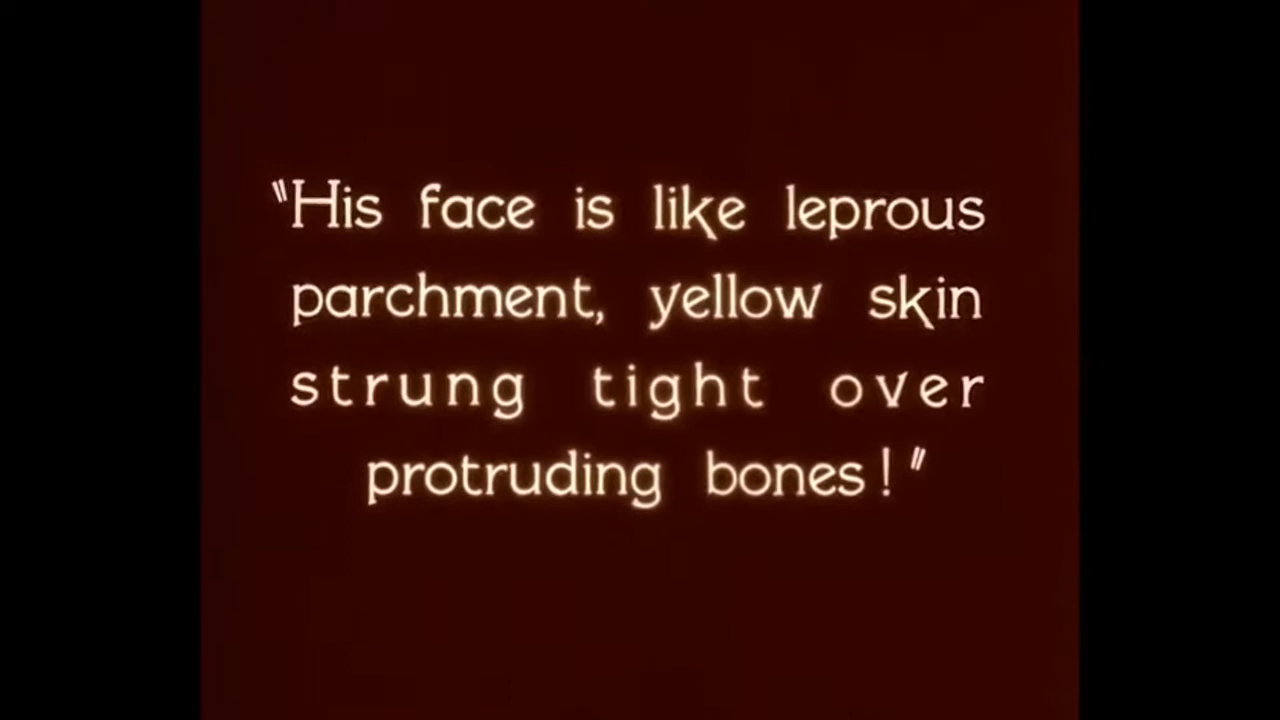 "His face is like leprous
parchment, yellow skin
strung tight over
protruding bones!"